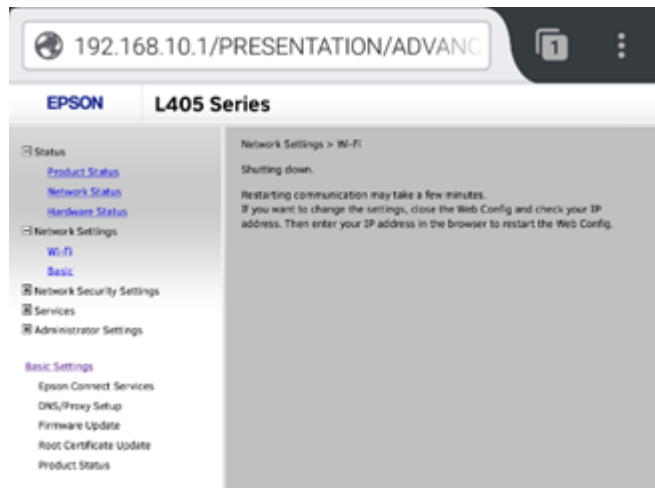 192.168.10.1/PRESENTATION/ADVANC
1
EPSON
L405 Series
Status
Product Status
Network Status
Hardware Status
Network Settings
Wi-Fi
Basic
Network Security Settings
Services
Administrator Settings
Basic Settings
Epson Connect Services
DNS/Proxy Setup
Firmware Update
Root Certificate Update
Product Status
Network Settings > Wi-Fi
Shutting down.
Restarting communication may take a few minutes.
If you want to change the settings, close the Web Config and check your IP
address. Then enter your IP address in the browser to restart the Web Config.